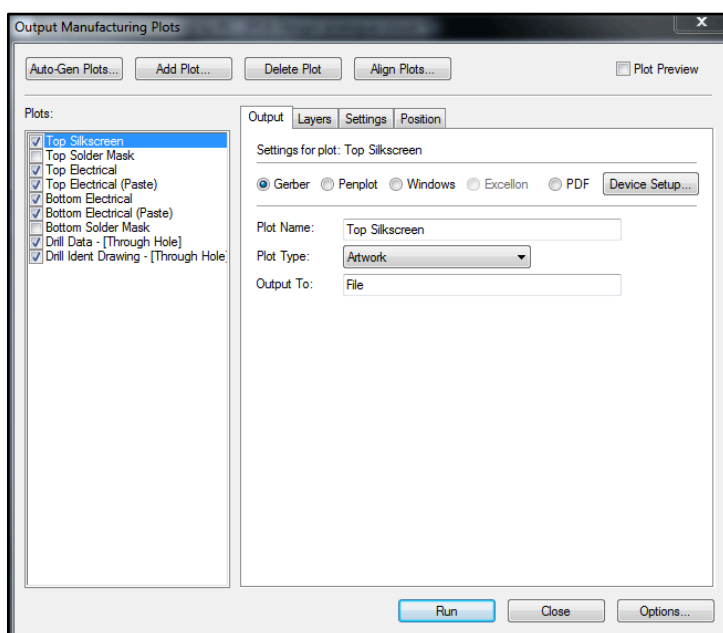 Output Manufacturing Plots
x
Auto-Gen Plots... Add Plot... Delete Plot Align Plots... Plot Preview
Plots:
Top Silkscreen
Top Solder Mask
Top Electrical
Top Electrical (Paste)
Bottom Electrical
Bottom Electrical (Paste)
Bottom Solder Mask
Drill Data - [Through Hole]
Drill Ident Drawing - [Through Hole
Output Layers Settings Position
Settings for plot: Top Silkscreen
Gerber Penplot Windows Excellon PDF Device Setup...
Plot Name: Top Silkscreen
Plot Type: Artwork
Output To: File
Run Close Options...